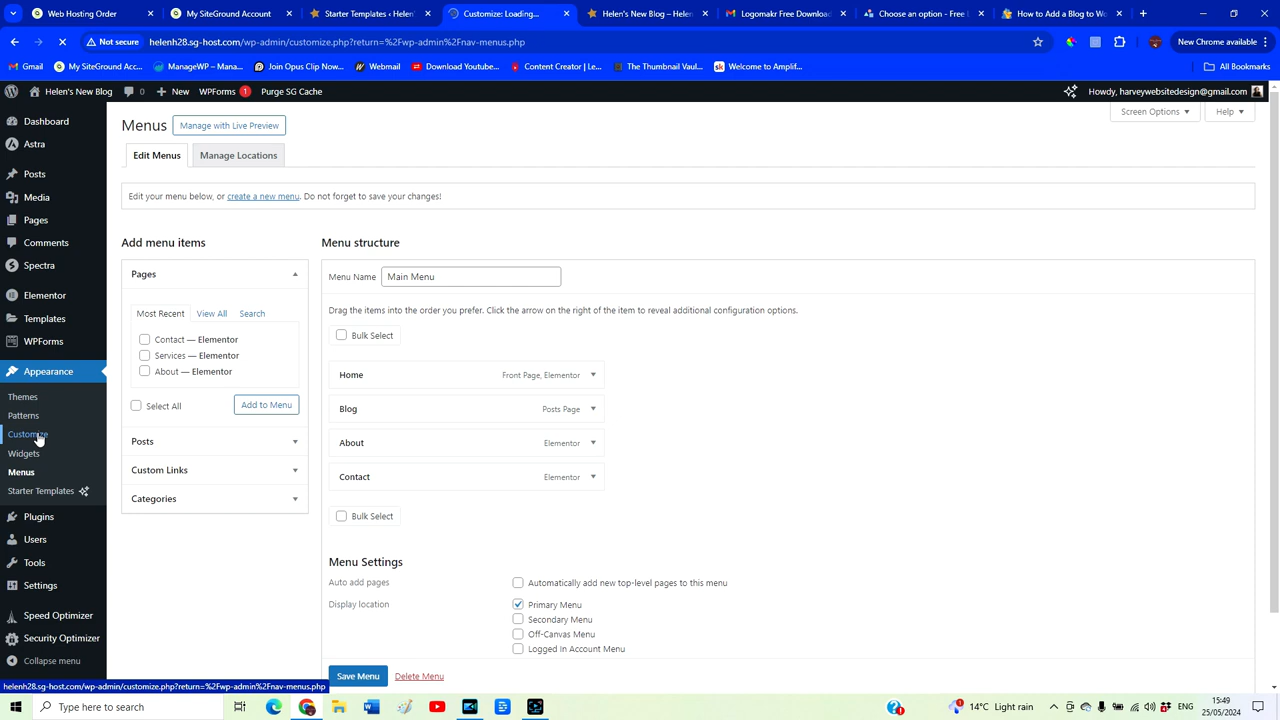 Web Hosting Order
My SiteGround Account
Starter Templates ‹ Helen'
Customize: Loading...
Helen's New Blog – Helen'
Logomakr Free Download
Choose an option - Free L
How to Add a Blog to Wo
Not secure helenh28.sg-host.com/wp-admin/customize.php?return=%2Fwp-admin%2Fnav-menus.php
New Chrome available
Gmail
My SiteGround Acc...
ManageWP – Mana...
Join Opus Clip Now...
Webmail
Download Youtube...
Content Creator | Le...
The Thumbnail Vaul...
Welcome to Amplif...
All Bookmarks
Helen's New Blog 0 New WPForms 1 Purge SG Cache
Howdy, harveywebsitedesign@gmail.com
Dashboard
Astra
Posts
Media
Pages
Comments
Spectra
Elementor
Templates
WPForms
Appearance
Themes
Patterns
Customize
Widgets
Menus
Starter Templates
Plugins
Users
Tools
Settings
Speed Optimizer
Security Optimizer
Collapse menu
Menus Manage with Live Preview
Screen Options Help
Edit Menus Manage Locations
Edit your menu below, or create a new menu. Do not forget to save your changes!
Add menu items
Pages
Most Recent View All Search
Contact — Elementor
Services — Elementor
About — Elementor
Select All Add to Menu
Posts
Custom Links
Categories
Menu structure
Menu Name Main Menu
Drag the items into the order you prefer. Click the arrow on the right of the item to reveal additional configuration options.
Bulk Select
Home Front Page, Elementor
Blog Posts Page
About Elementor
Contact Elementor
Bulk Select
Menu Settings
Auto add pages Automatically add new top-level pages to this menu
Display location Primary Menu
Secondary Menu
Off-Canvas Menu
Logged In Account Menu
Save Menu Delete Menu
helenh28.sg-host.com/wp-admin/customize.php?return=%2Fwp-admin%2Fnav-menus.php
Type here to search
14°C Light rain
ENG
15:49
25/05/2024